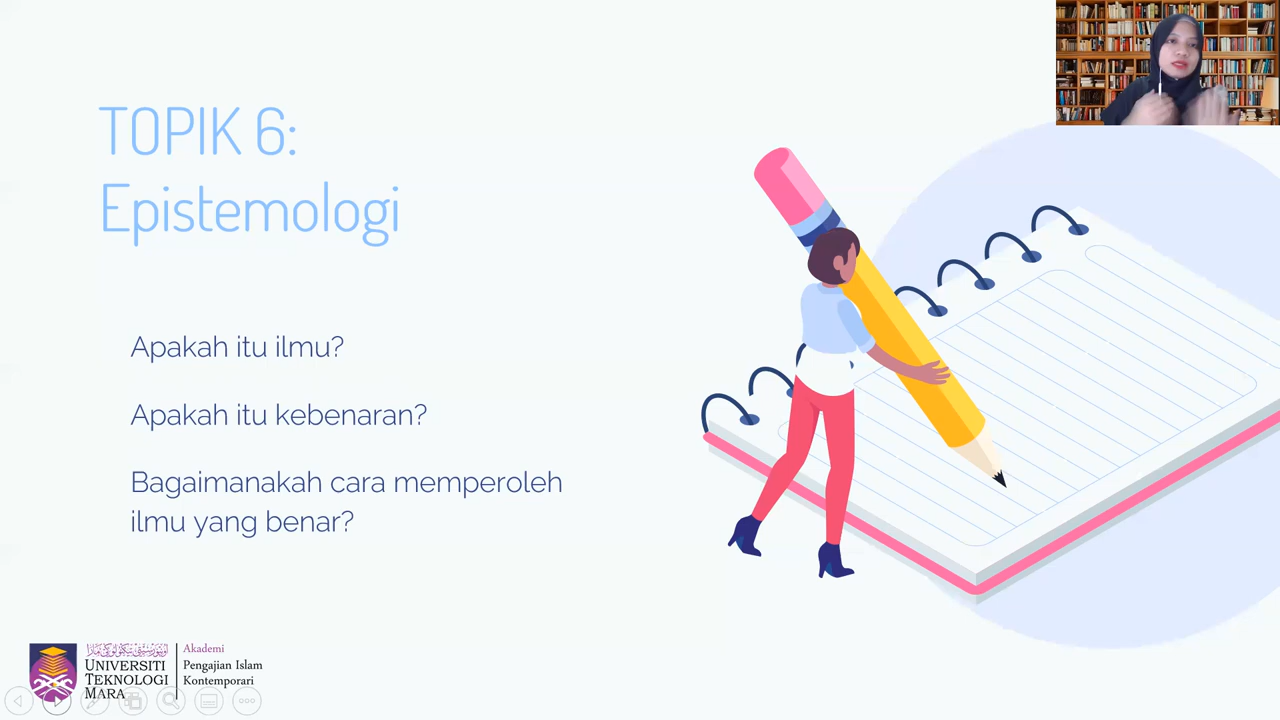 TOPIK 6:
Epistemologi
Apakah itu ilmu?
Apakah itu kebenaran?
Bagaimanakah cara memperoleh
ilmu yang benar?
UNIVERSITI
TEKNOLOGI
MARA
Akademi
Pengajian Islam
Kontemporari